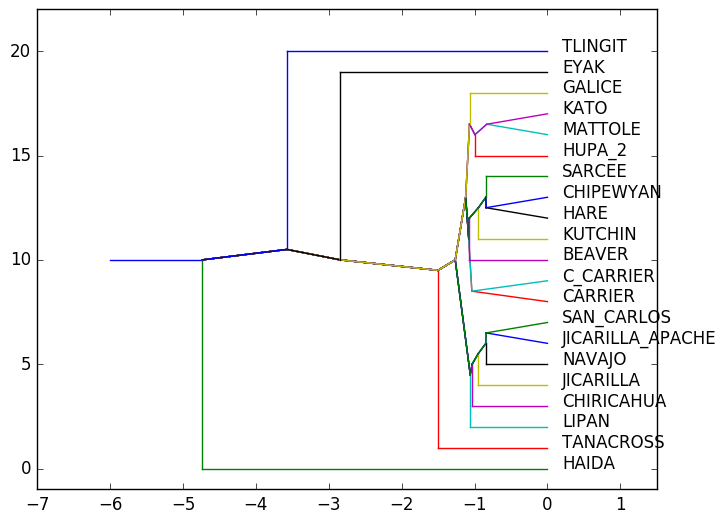 20
15
10
5
0
TLINGIT
EYAK
GALICE
KATO
MATTOLE
HUPA_2
SARCEE
CHIPEWYAN
HARE
KUTCHIN
BEAVER
C_CARRIER
CARRIER
SAN_CARLOS
JICARILLA_APACHE
NAVAJO
JICARILLA
CHIRICAHUA
LIPAN
TANACROSS
HAIDA
−7 −6 −5 −4 −3 −2 −1 0 1